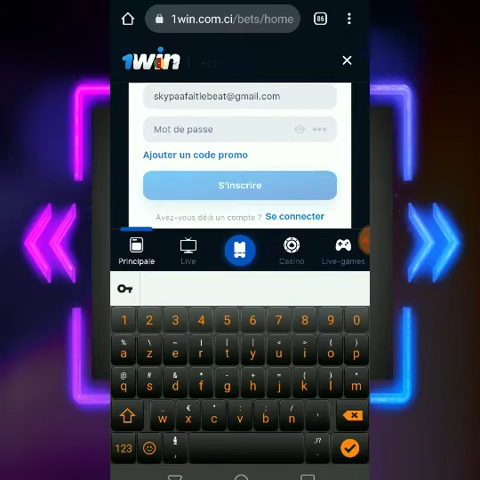 1win.com.ci/bets/home
86
1win
skypaafaitlebeat@gmail.com
Mot de passe
Ajouter un code promo
S'inscrire
Avez-vous déjà un compte ? Se connecter
Principale Live Casino Live-games
1 2 3 4 5 6 7 8 9 0
a z e r t y u i o p
q s d f g h j k l m
w x c v b n '
123 , .